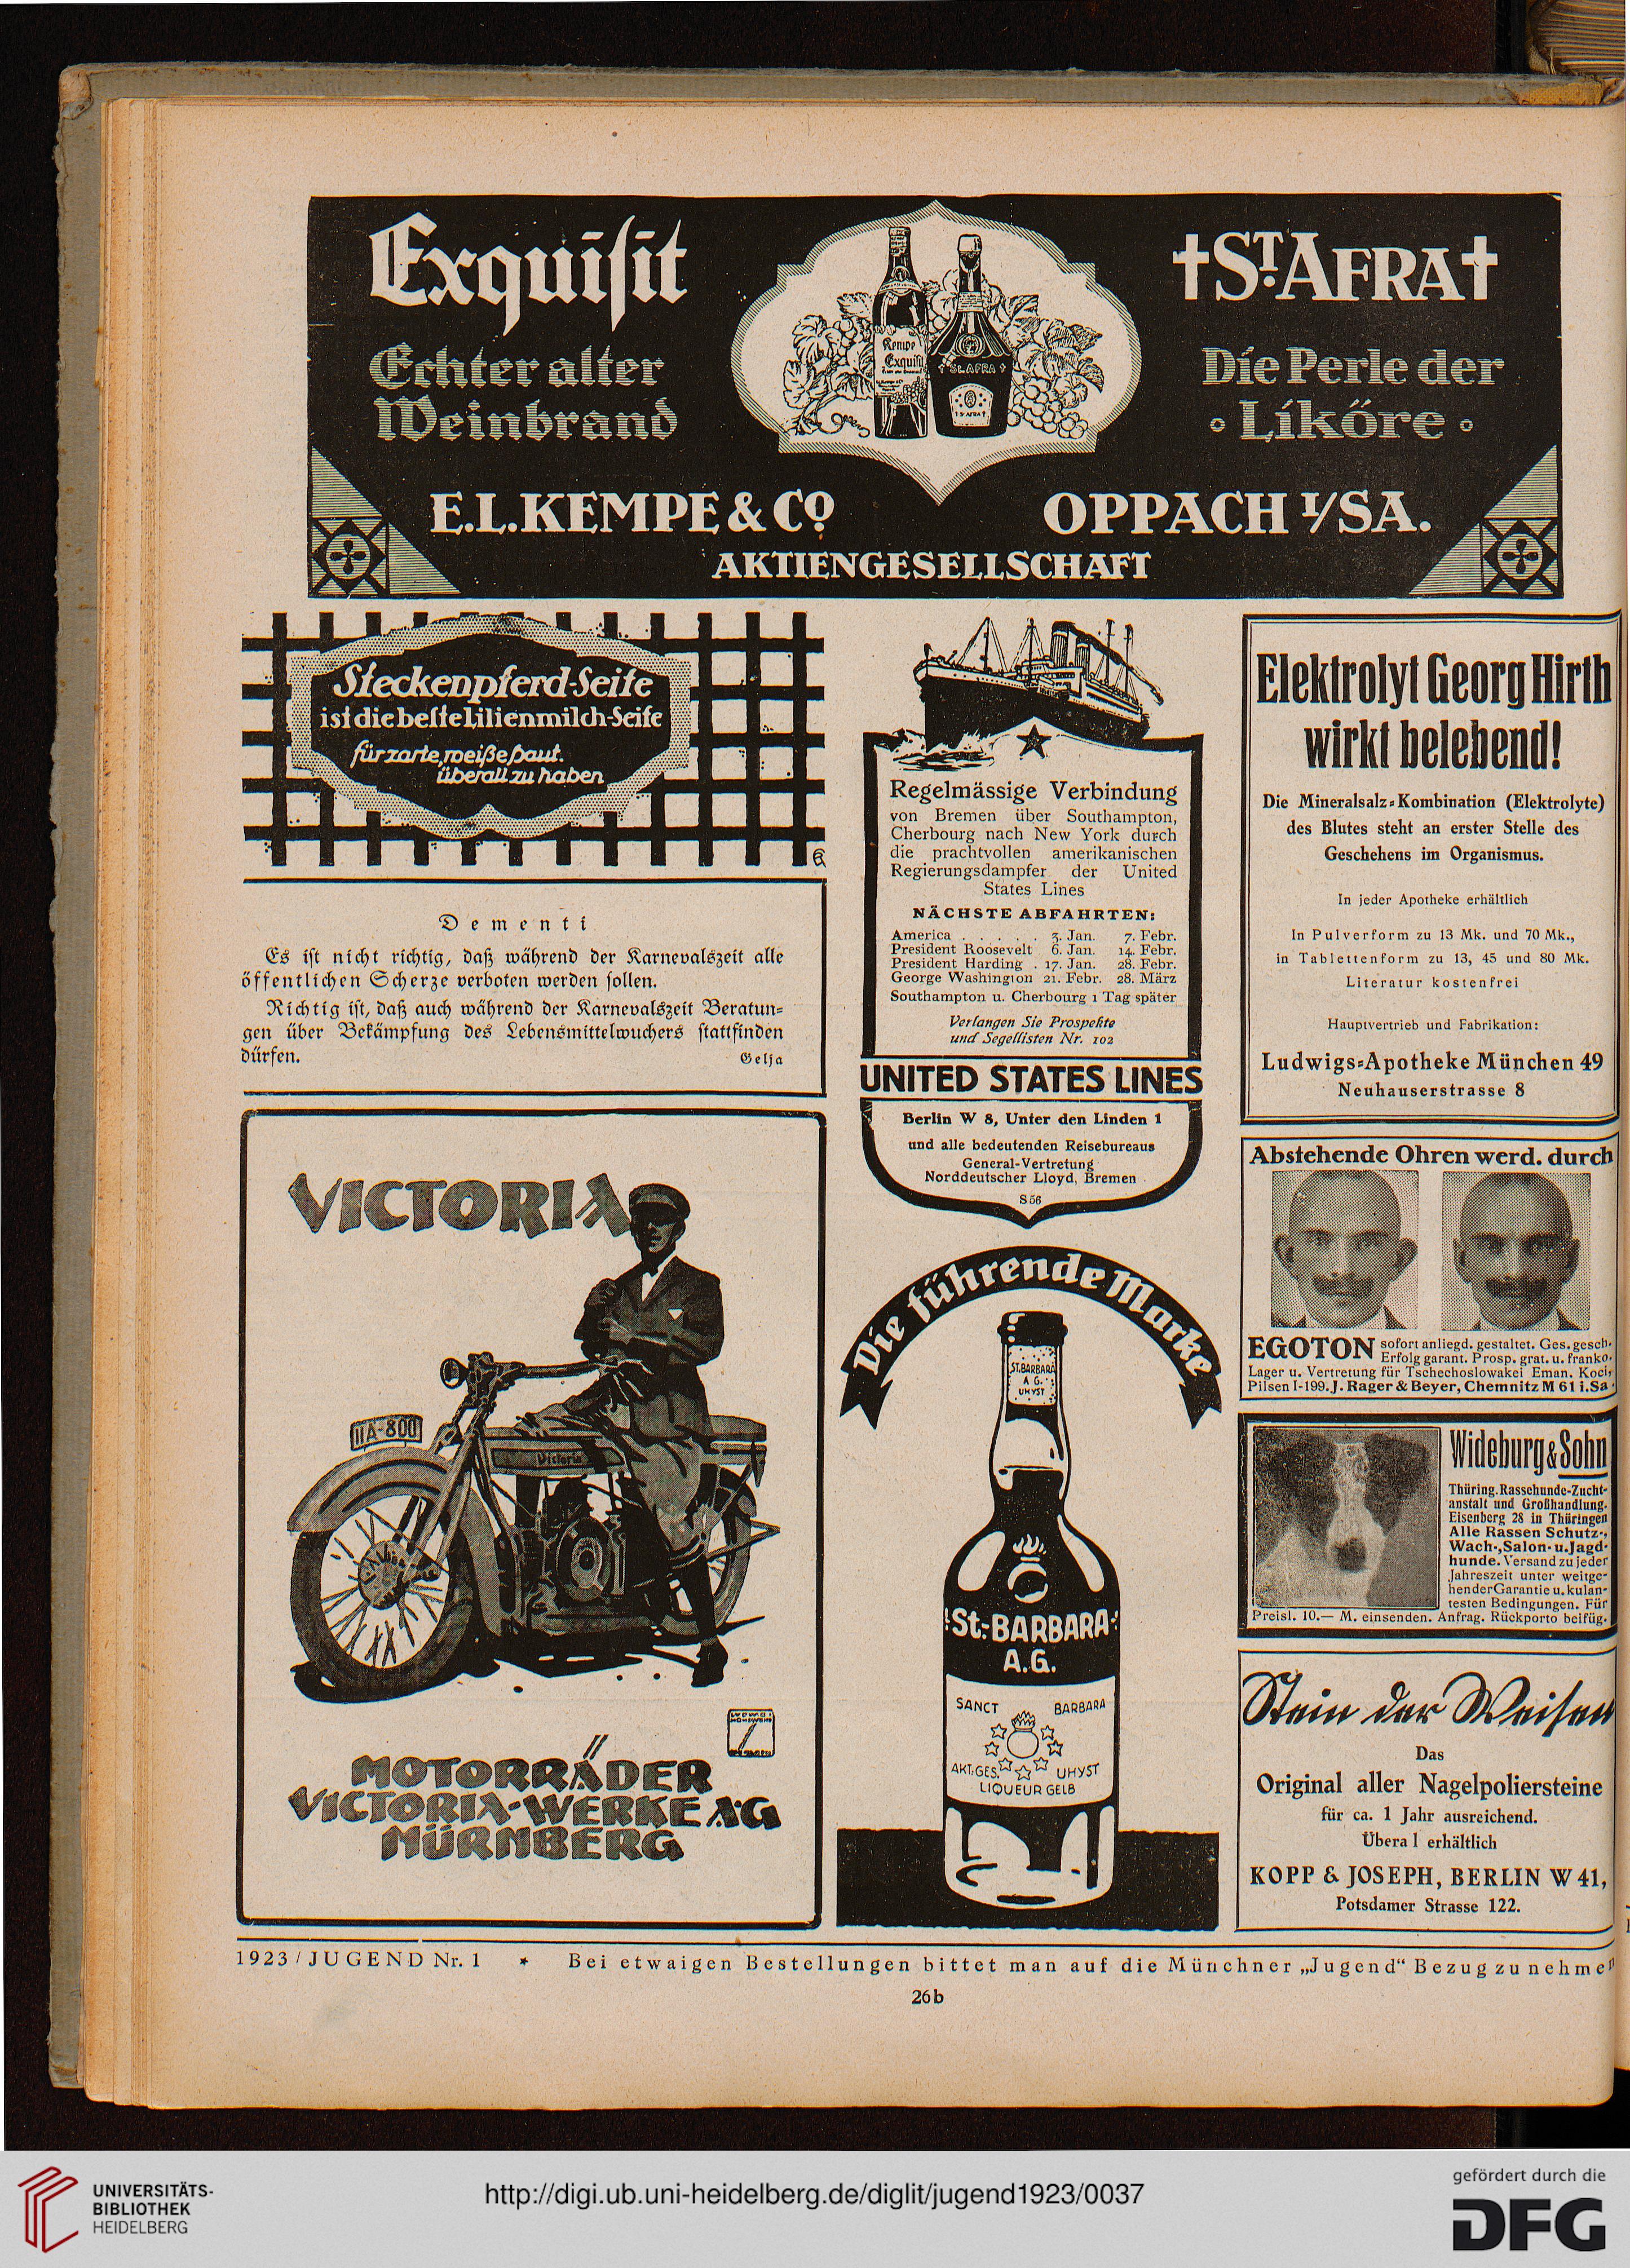 Exquisit
Echter alter
Weinbrand
Kempe
Exquisit
† ST. AFRA †
† ST. AFRA †
†ST. AFRA†
Die Perle der
Liköre
E.L. KEMPE & Co
OPPACH i/SA.
AKTIENGESELLSCHAFT
Steckenpferd-Seife
ist die beste Lilienmilch-Seife
für zarte, weiße Haut.
überall zu haben
Dementi
Es ist nicht richtig, daß während der Karnevalszeit alle
öffentlichen Scherze verboten werden sollen.
Richtig ist, daß auch während der Karnevalszeit Beratun-
gen über Bekämpfung des Lebensmittelwuchers stattfinden
dürfen. Gelja
VICTORIA
IIA-800
Victoria
MOTORRÄDER
VICTORIA-WERKE A.G
NÜRNBERG
Regelmässige Verbindung
von Bremen über Southampton,
Cherbourg nach New York durch
die prachtvollen amerikanischen
Regierungsdampfer der United
States Lines
NÄCHSTE ABFAHRTEN:
America . . . . . 3. Jan. 7. Febr.
President Roosevelt 6. Jan. 14. Febr.
President Harding . 17. Jan. 28. Febr.
George Washington 21. Febr. 28. März
Southampton u. Cherbourg 1 Tag später
Verlangen Sie Prospekte
und Segellisten Nr. 102
UNITED STATES LINES
Berlin W 8, Unter den Linden 1
und alle bedeutenden Reisebureaus
General-Vertretung
Norddeutscher Lloyd, Bremen
S 56
Die führende Marke
ST. BARBARA
A G.
UHYST
St.-BARBARA
A.G.
SANCT BARBARA
AKT.-GES. UHYST
LIQUEUR GELB
Elektrolyt Georg Hirth
wirkt belebend!
Die Mineralsalz-Kombination (Elektrolyte)
des Blutes steht an erster Stelle des
Geschehens im Organismus.
In jeder Apotheke erhältlich
In Pulverform zu 13 Mk. und 70 Mk.,
in Tablettenform zu 13, 45 und 80 Mk.
Literatur kostenfrei
Hauptvertrieb und Fabrikation:
Ludwigs-Apotheke München 49
Neuhauserstrasse 8
Abstehende Ohren werd. durch
EGOTON sofort anliegd. gestaltet. Ges. gesch.
Erfolg garant. Prosp. grat. u. franko.
Lager u. Vertretung für Tschechoslowakei Eman. Koci,
Pilsen I-199. J. Rager & Beyer, Chemnitz M 61 i.Sa.
Wideburg & Sohn
Thüring. Rassehunde-Zucht-
anstalt und Großhandlung.
Eisenberg 28 in Thüringen
Alle Rassen Schutz-,
Wach-, Salon- u. Jagd-
hunde. Versand zu jeder
Jahreszeit unter weitge-
hender Garantie u. kulan-
testen Bedingungen. Für
Preisl. 10.— M. einsenden. Anfrag. Rückporto beifüg.
Stein der Weisen
Das
Original aller Nagelpoliersteine
für ca. 1 Jahr ausreichend.
Übera l erhältlich
KOPP & JOSEPH, BERLIN W 41,
Potsdamer Strasse 122.
1923 / JUGEND Nr. 1 * Bei etwaigen Bestellungen bittet man auf die Münchner „Jugend“ Bezug zu nehmen
26b
UNIVERSITÄTS-
BIBLIOTHEK
HEIDELBERG
http://digi.ub.uni-heidelberg.de/diglit/jugend1923/0037
gefördert durch die
DFG